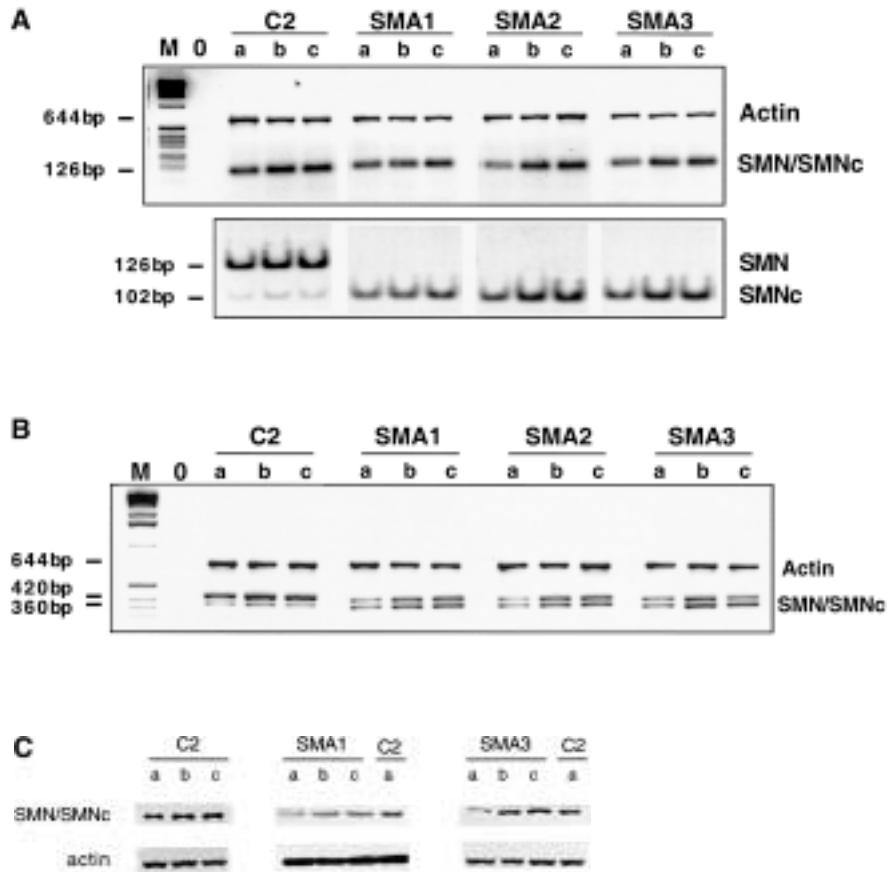 A
C2 SMA1 SMA2 SMA3
M 0 a b c a b c a b c a b c
644bp Actin
126bp SMN/SMNc
126bp SMN
102bp SMNc
B
C2 SMA1 SMA2 SMA3
M 0 a b c a b c a b c a b c
644bp Actin
420bp
360bp SMN/SMNc
C
C2 SMA1 C2 SMA3 C2
a b c a b c a a b c a
SMN/SMNc
actin